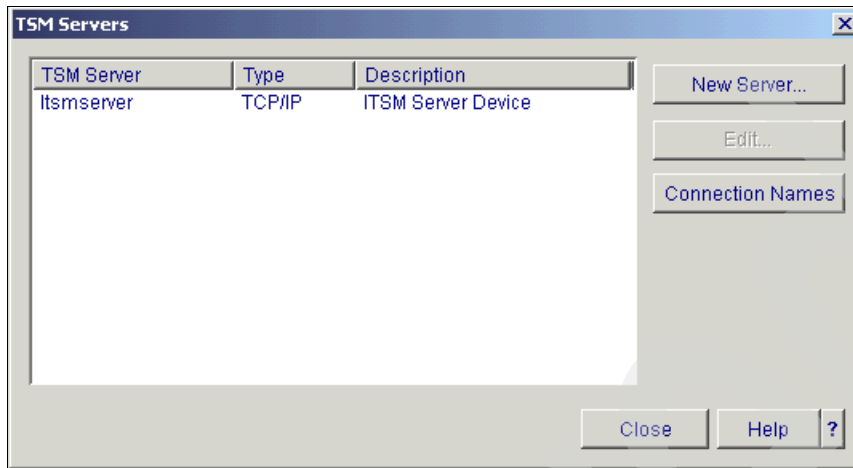 TSM Servers
TSM Server Type Description
Itsmserver TCP/IP ITSM Server Device
New Server...
Edit...
Connection Names
Close Help ?